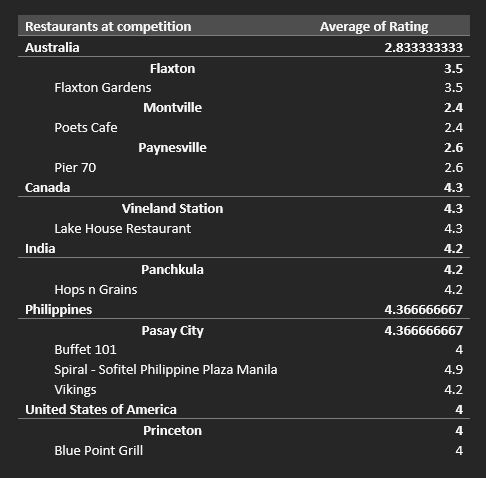 Restaurants at competition Average of Rating
Australia 2.833333333
Flaxton 3.5
Flaxton Gardens 3.5
Montville 2.4
Poets Cafe 2.4
Paynesville 2.6
Pier 70 2.6
Canada 4.3
Vineland Station 4.3
Lake House Restaurant 4.3
India 4.2
Panchkula 4.2
Hops n Grains 4.2
Philippines 4.366666667
Pasay City 4.366666667
Buffet 101 4
Spiral - Sofitel Philippine Plaza Manila 4.9
Vikings 4.2
United States of America 4
Princeton 4
Blue Point Grill 4